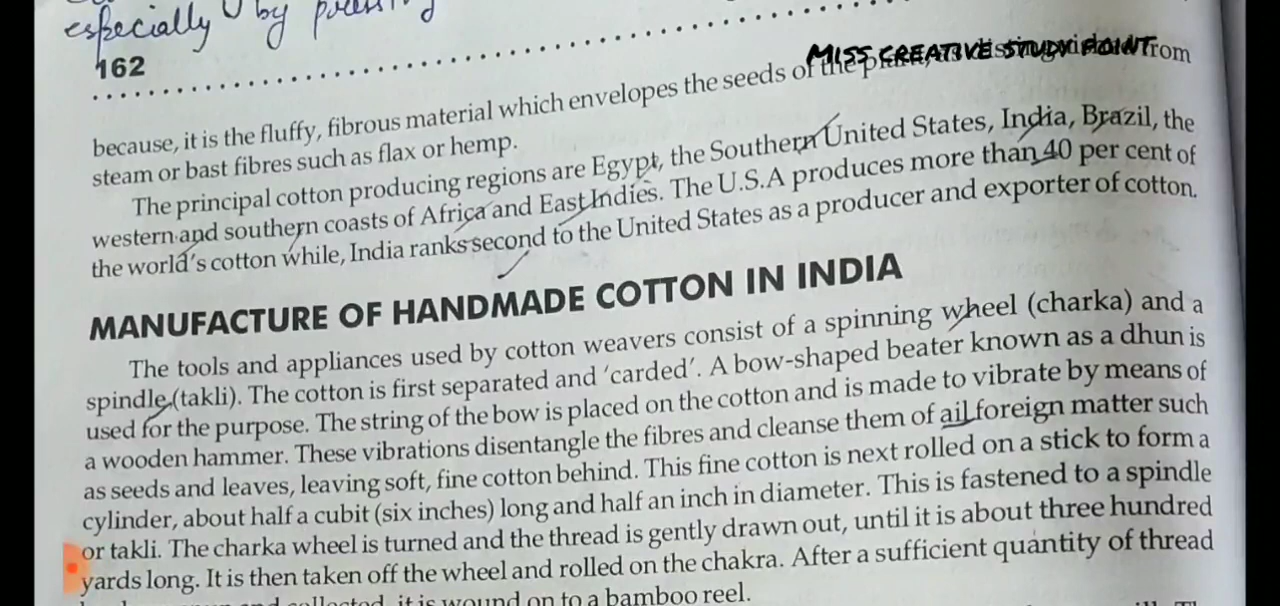 especially by
162
MISS CREATIVE STUDY POINT
because, it is the fluffy, fibrous material which envelopes the seeds of the from
steam or bast fibres such as flax or hemp.
The principal cotton producing regions are Egypt, the Southern United States, India, Brazil, the
western and southern coasts of Africa and East Indies. The U.S.A produces more than 40 per cent of
the world's cotton while, India ranks second to the United States as a producer and exporter of cotton.
MANUFACTURE OF HANDMADE COTTON IN INDIA
The tools and appliances used by cotton weavers consist of a spinning wheel (charka) and a
spindle (takli). The cotton is first separated and 'carded'. A bow-shaped beater known as a dhun is
used for the purpose. The string of the bow is placed on the cotton and is made to vibrate by means of
a wooden hammer. These vibrations disentangle the fibres and cleanse them of ail foreign matter such
as seeds and leaves, leaving soft, fine cotton behind. This fine cotton is next rolled on a stick to form a
cylinder, about half a cubit (six inches) long and half an inch in diameter. This is fastened to a spindle
or takli. The charka wheel is turned and the thread is gently drawn out, until it is about three hundred
yards long. It is then taken off the wheel and rolled on the chakra. After a sufficient quantity of thread
collected, it is wound on to a bamboo reel.